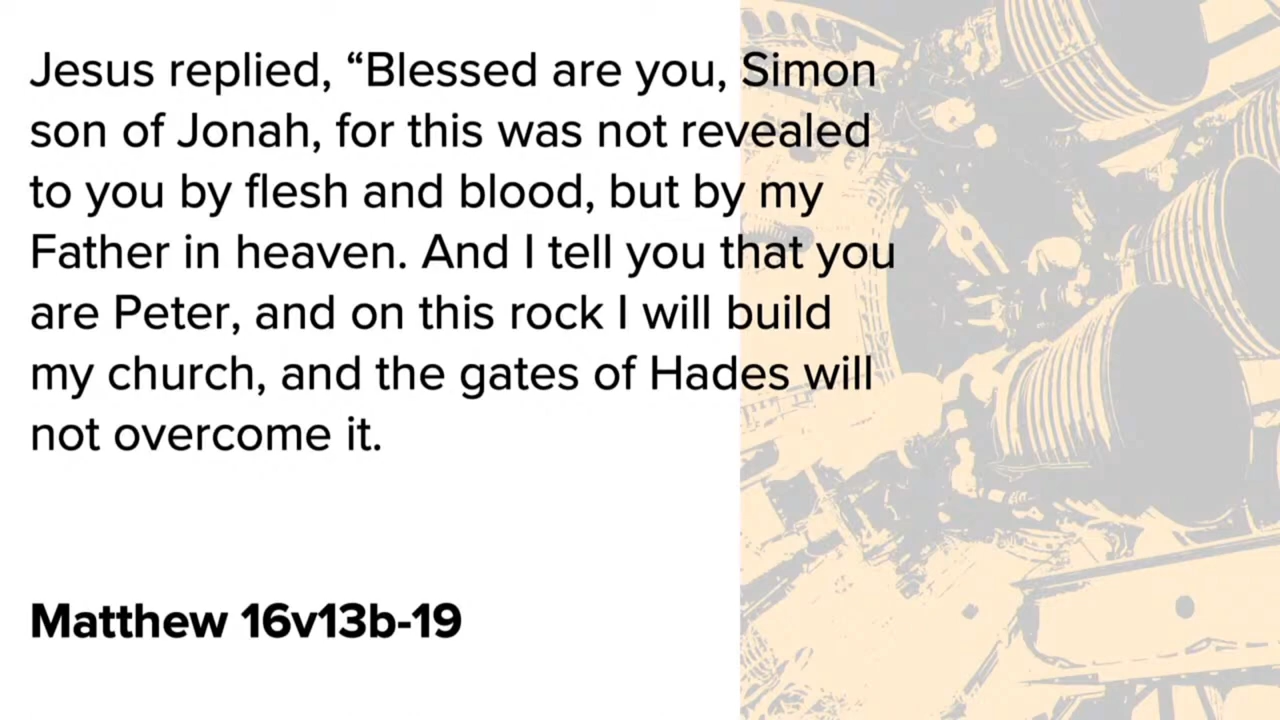 Jesus replied, “Blessed are you, Simon
son of Jonah, for this was not revealed
to you by flesh and blood, but by my
Father in heaven. And I tell you that you
are Peter, and on this rock I will build
my church, and the gates of Hades will
not overcome it.
Matthew 16v13b-19